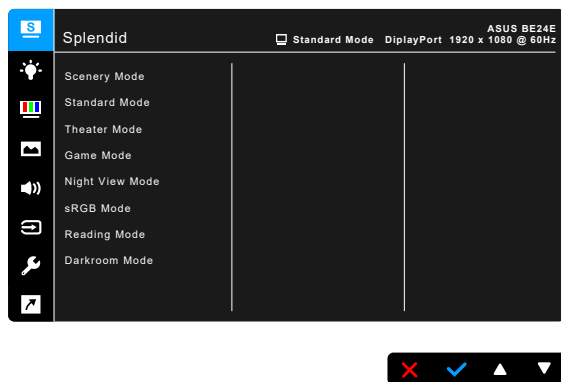 S
Splendid
ASUS BE24E
Standard Mode DiplayPort 1920 x 1080 @ 60Hz
Scenery Mode
Standard Mode
Theater Mode
Game Mode
Night View Mode
sRGB Mode
Reading Mode
Darkroom Mode